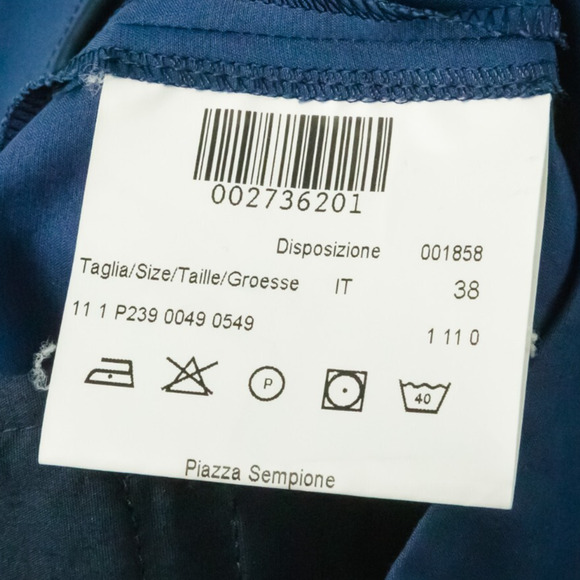 002736201
Disposizione 001858
Taglia/Size/Taille/Groesse IT 38
11 1 P239 0049 0549 1 11 0
P 40
Piazza Sempione